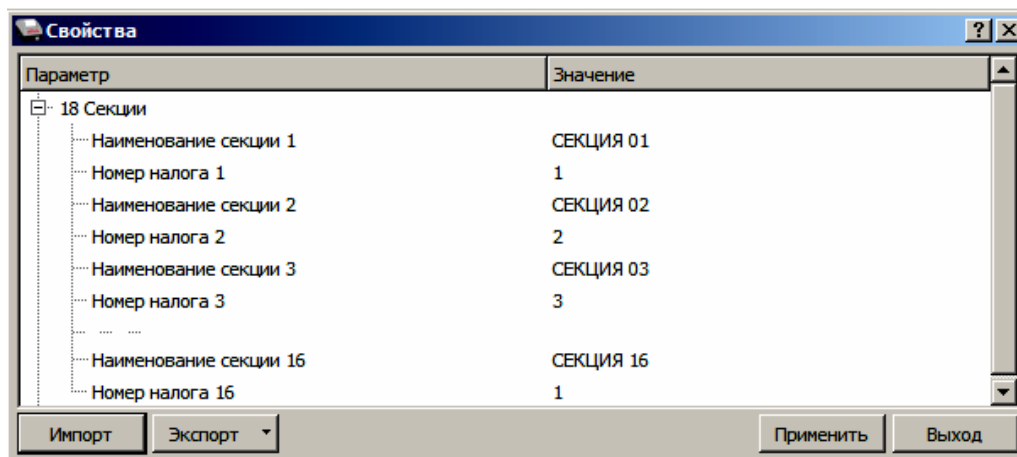 Свойства
Параметр Значение
18 Секции
Наименование секции 1 СЕКЦИЯ 01
Номер налога 1 1
Наименование секции 2 СЕКЦИЯ 02
Номер налога 2 2
Наименование секции 3 СЕКЦИЯ 03
Номер налога 3 3
... ... ...
Наименование секции 16 СЕКЦИЯ 16
Номер налога 16 1
Импорт Экспорт Применить Выход